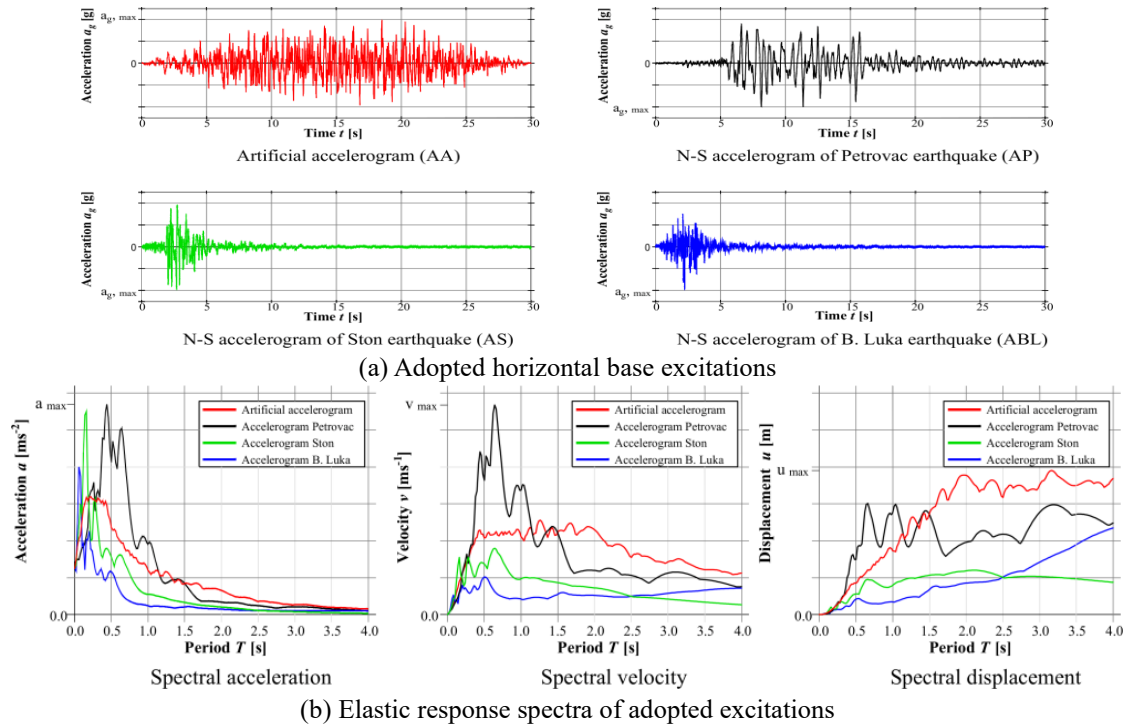 a_g, max
Acceleration a_g [g]
0
0 5 10 15 20 25 30
Time t [s]
Artificial accelerogram (AA)
Acceleration a_g [g]
0
a_g, max
0 5 10 15 20 25 30
Time t [s]
N-S accelerogram of Petrovac earthquake (AP)
Acceleration a_g [g]
0
a_g, max
0 5 10 15 20 25 30
Time t [s]
N-S accelerogram of Ston earthquake (AS)
Acceleration a_g [g]
0
a_g, max
0 5 10 15 20 25 30
Time t [s]
N-S accelerogram of B. Luka earthquake (ABL)
(a) Adopted horizontal base excitations
a max
Acceleration a [ms-2]
0.0
Artificial accelerogram
Accelerogram Petrovac
Accelerogram Ston
Accelerogram B. Luka
0.0 0.5 1.0 1.5 2.0 2.5 3.0 3.5 4.0
Period T [s]
Spectral acceleration
v max
Velocity v [ms-1]
0.0
Artificial accelerogram
Accelerogram Petrovac
Accelerogram Ston
Accelerogram B. Luka
0.0 0.5 1.0 1.5 2.0 2.5 3.0 3.5 4.0
Period T [s]
Spectral velocity
u max
Displacement u [m]
0.0
Artificial accelerogram
Accelerogram Petrovac
Accelerogram Ston
Accelerogram B. Luka
0.0 0.5 1.0 1.5 2.0 2.5 3.0 3.5 4.0
Period T [s]
Spectral displacement
(b) Elastic response spectra of adopted excitations